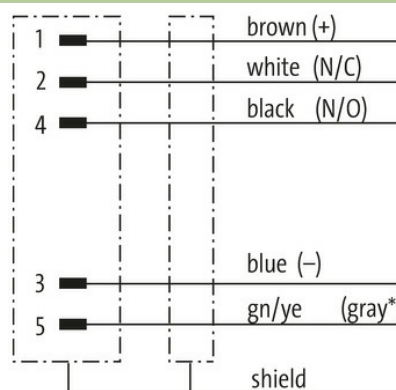 1 brown (+)
2 white (N/C)
4 black (N/O)
3 blue (–)
5 gn/ye (gray*
shield